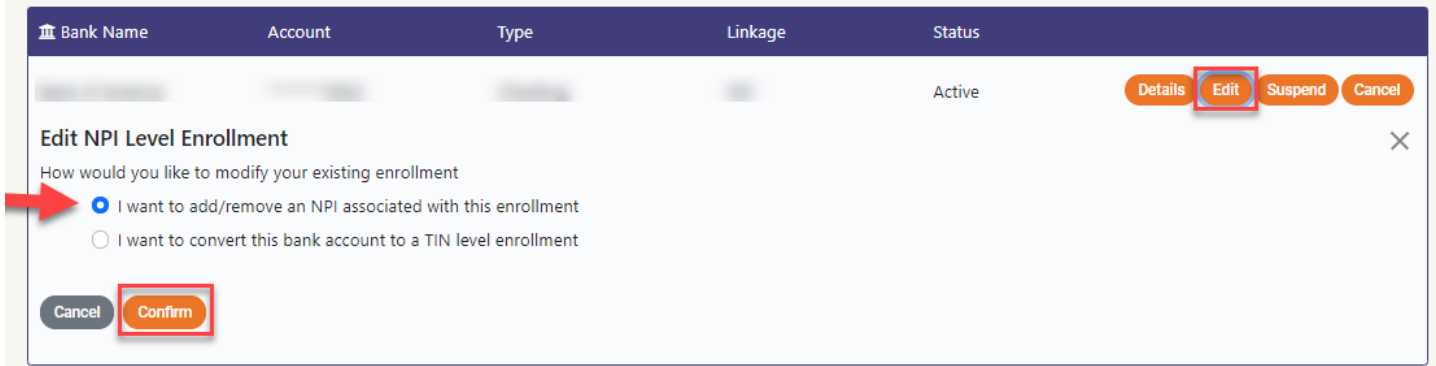 Bank Name Account Type Linkage Status
Active Details Edit Suspend Cancel
Edit NPI Level Enrollment
How would you like to modify your existing enrollment
I want to add/remove an NPI associated with this enrollment
I want to convert this bank account to a TIN level enrollment
Cancel Confirm